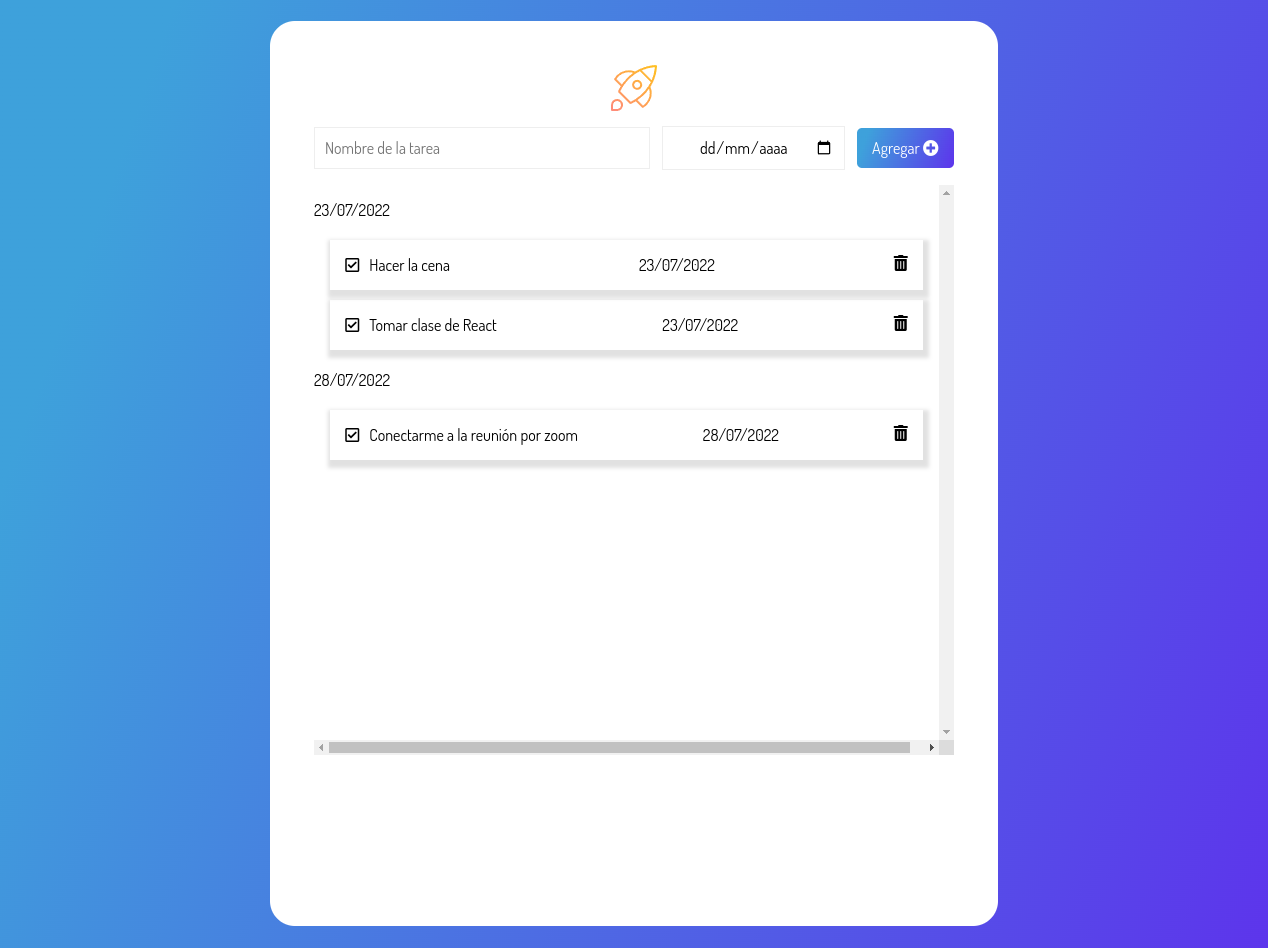 Nombre de la tarea dd/mm/aaaa Agregar
23/07/2022
Hacer la cena 23/07/2022
Tomar clase de React 23/07/2022
28/07/2022
Conectarme a la reunión por zoom 28/07/2022